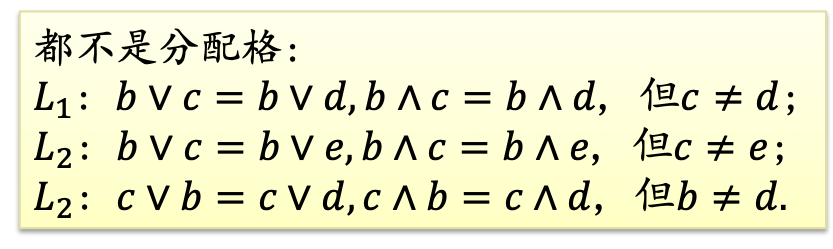 都不是分配格：
L₁：b ∨ c = b ∨ d, b ∧ c = b ∧ d，但c ≠ d；
L₂：b ∨ c = b ∨ e, b ∧ c = b ∧ e，但c ≠ e；
L₂：c ∨ b = c ∨ d, c ∧ b = c ∧ d，但b ≠ d.